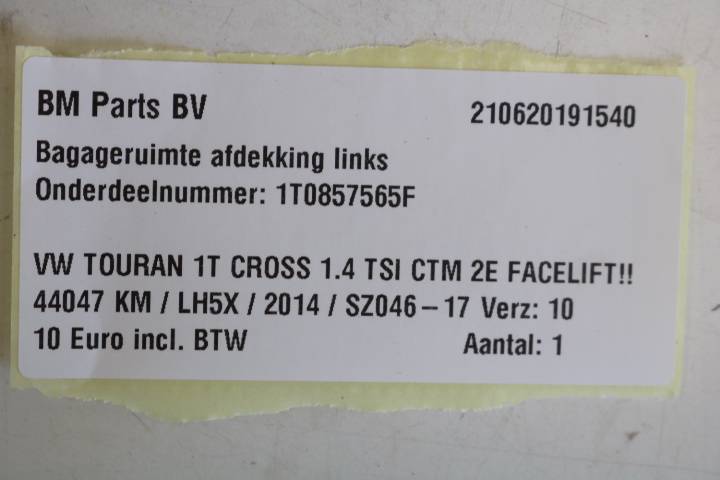 BM Parts BV 210620191540
Bagageruimte afdekking links
Onderdeelnummer: 1T0857565F
VW TOURAN 1T CROSS 1.4 TSI CTM 2E FACELIFT!!
44047 KM / LH5X / 2014 / SZ046-17 Verz: 10
10 Euro incl. BTW Aantal: 1